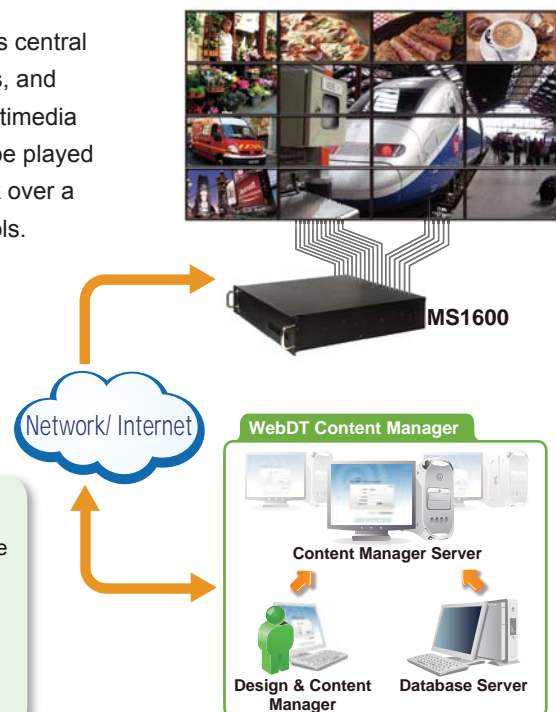 s central
s, and
timedia
be played
over a
ols.
MS1600
Network/ Internet
WebDT Content Manager
Content Manager Server
Design & Content
Manager
Database Server
e